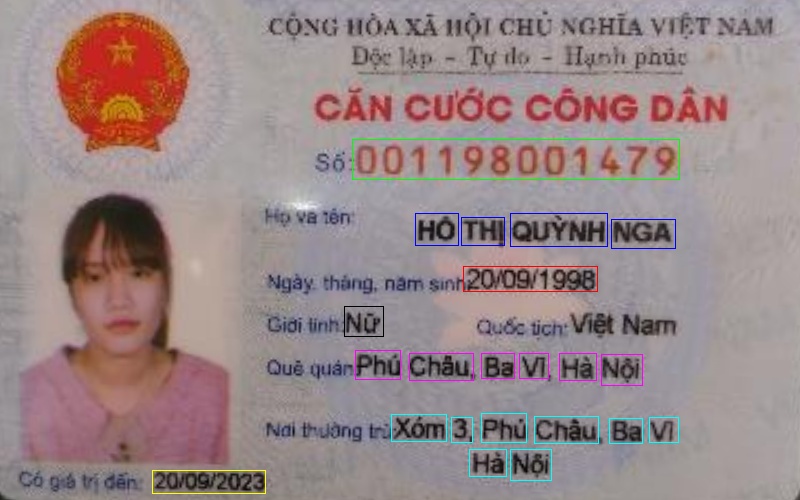 CỘNG HÒA XÃ HỘI CHỦ NGHĨA VIỆT NAM
Độc lập - Tự do - Hạnh phúc
CĂN CƯỚC CÔNG DÂN
Số: 001198001479
Họ và tên: HỒ THỊ QUỲNH NGA
Ngày, tháng, năm sinh: 20/09/1998
Giới tính: Nữ Quốc tịch: Việt Nam
Quê quán: Phú Châu, Ba Vì, Hà Nội
Nơi thường trú: Xóm 3, Phú Châu, Ba Vì
Hà Nội
Có giá trị đến: 20/09/2023